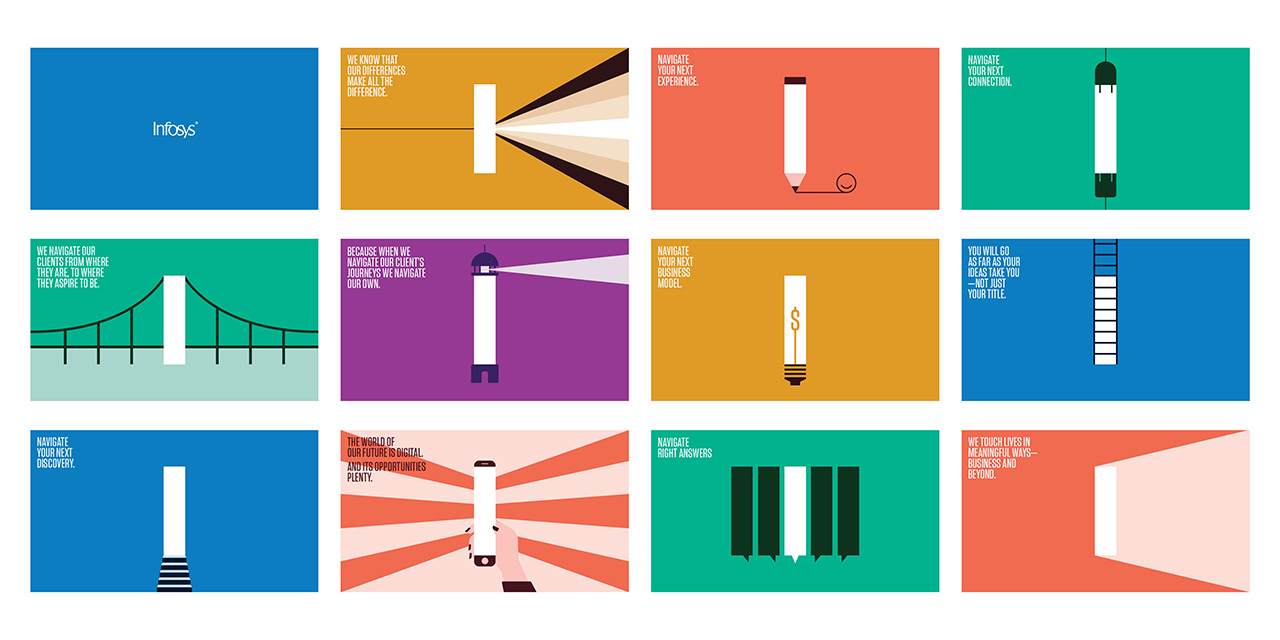 Infosys®
WE KNOW THAT
OUR DIFFERENCES
MAKE ALL THE
DIFFERENCE.
NAVIGATE
YOUR NEXT
EXPERIENCE.
NAVIGATE
YOUR NEXT
CONNECTION.
WE NAVIGATE OUR
CLIENTS FROM WHERE
THEY ARE, TO WHERE
THEY ASPIRE TO BE.
BECAUSE WHEN WE
NAVIGATE OUR CLIENT'S
JOURNEYS WE NAVIGATE
OUR OWN.
NAVIGATE
YOUR NEXT
BUSINESS
MODEL.
$
YOU WILL GO
AS FAR AS YOUR
IDEAS TAKE YOU
—NOT JUST
YOUR TITLE.
NAVIGATE
YOUR NEXT
DISCOVERY.
THE WORLD OF
OUR FUTURE IS DIGITAL.
AND ITS OPPORTUNITIES
PLENTY.
NAVIGATE
RIGHT ANSWERS
WE TOUCH LIVES IN
MEANINGFUL WAYS—
BUSINESS AND
BEYOND.